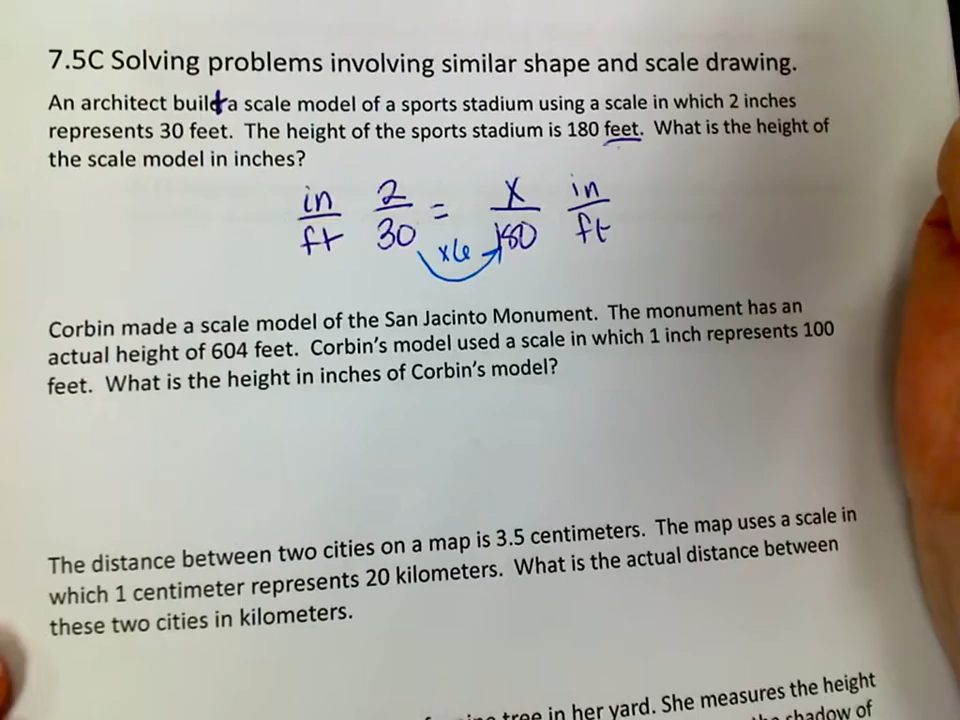 7.5C Solving problems involving similar shape and scale drawing.
An architect built a scale model of a sports stadium using a scale in which 2 inches
represents 30 feet. The height of the sports stadium is 180 feet. What is the height of
the scale model in inches?
in/ft 2/30 = x/180 in/ft
x6
Corbin made a scale model of the San Jacinto Monument. The monument has an
actual height of 604 feet. Corbin's model used a scale in which 1 inch represents 100
feet. What is the height in inches of Corbin's model?
The distance between two cities on a map is 3.5 centimeters. The map uses a scale in
which 1 centimeter represents 20 kilometers. What is the actual distance between
these two cities in kilometers.
tree in her yard. She measures the height
shadow of